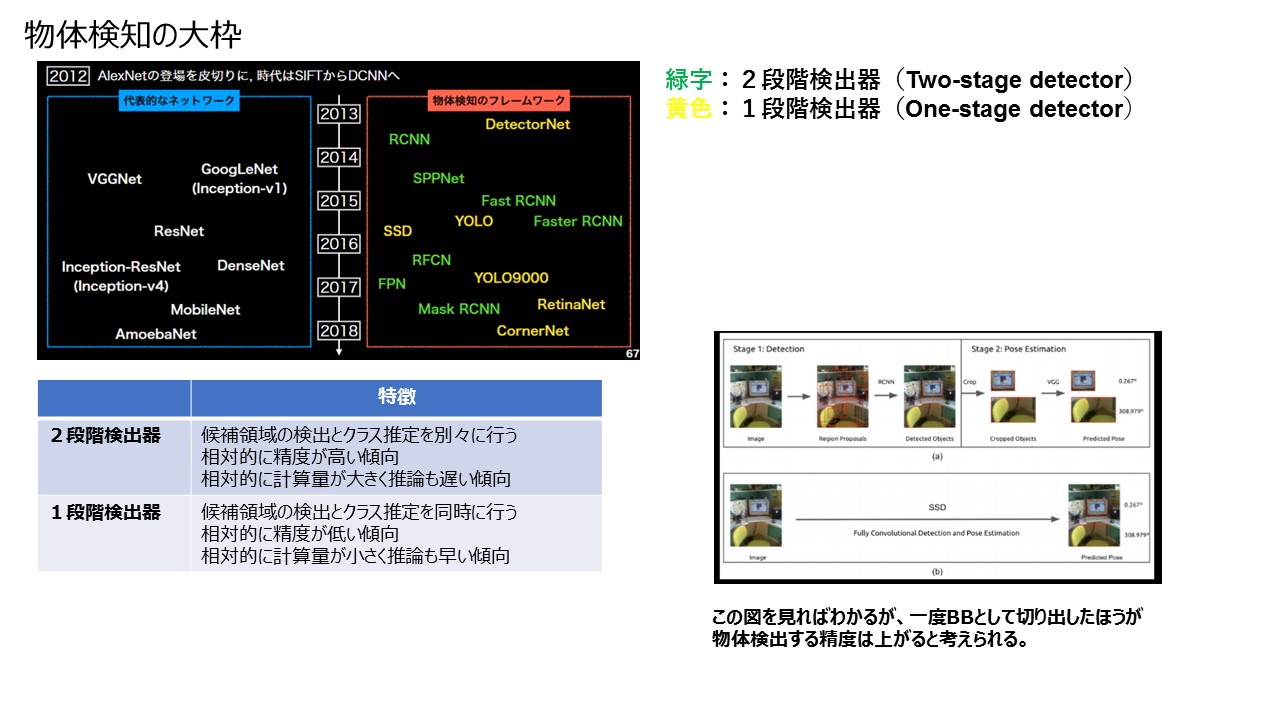 物体検知の大枠
2012 AlexNetの登場を皮切りに, 時代はSIFTからDCNNへ
代表的なネットワーク
物体検知のフレームワーク
2013
DetectorNet
RCNN
2014
VGGNet
GoogLeNet
(Inception-v1)
SPPNet
2015
Fast RCNN
ResNet
SSD
YOLO
Faster RCNN
2016
Inception-ResNet
(Inception-v4)
DenseNet
RFCN
YOLO9000
FPN
2017
MobileNet
Mask RCNN
RetinaNet
AmoebaNet
CornerNet
2018
67
緑字：２段階検出器（Two-stage detector）
黄色：１段階検出器（One-stage detector）
特徴
２段階検出器
候補領域の検出とクラス推定を別々に行う
相対的に精度が高い傾向
相対的に計算量が大きく推論も遅い傾向
１段階検出器
候補領域の検出とクラス推定を同時に行う
相対的に精度が低い傾向
相対的に計算量が小さく推論も早い傾向
Stage 1: Detection
Stage 2: Pose Estimation
RCNN
Crop
VGG
0.267°
308.979°
Image
Region Proposals
Detected Objects
Cropped Objects
Predicted Pose
(a)
SSD
Fully Convolutional Detection and Pose Estimation
0.267°
308.979°
Image
Predicted Pose
(b)
この図を見ればわかるが、一度BBとして切り出したほうが
物体検出する精度は上がると考えられる。